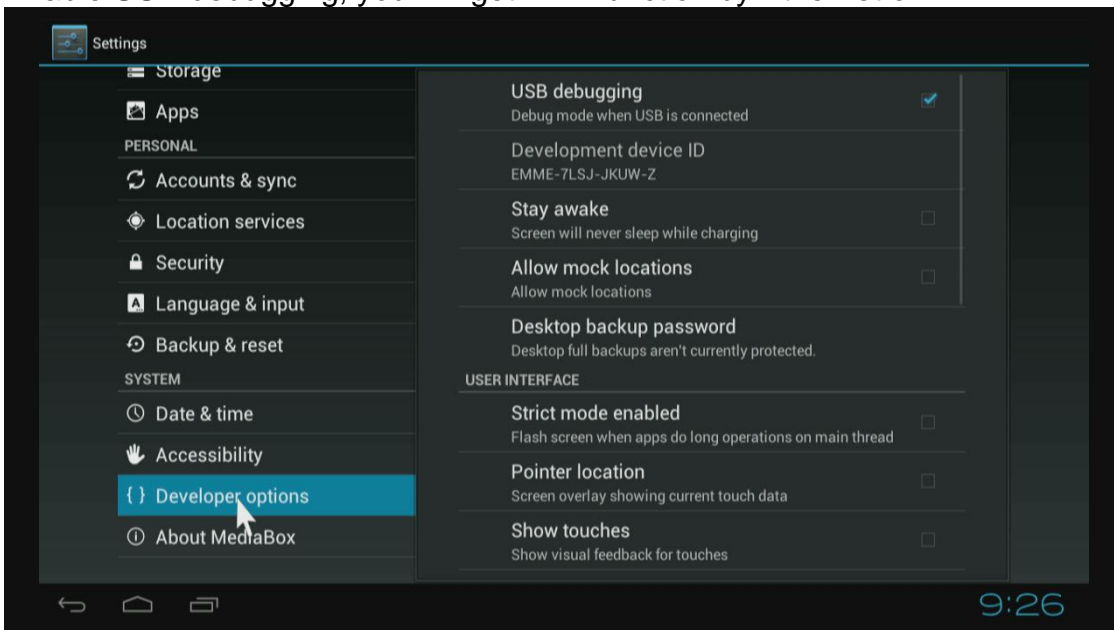 Settings
Storage
Apps
PERSONAL
Accounts & sync
Location services
Security
Language & input
Backup & reset
SYSTEM
Date & time
Accessibility
{ } Developer options
About MediaBox
USB debugging
Debug mode when USB is connected
Development device ID
EMME-7LSJ-JKUW-Z
Stay awake
Screen will never sleep while charging
Allow mock locations
Allow mock locations
Desktop backup password
Desktop full backups aren't currently protected.
USER INTERFACE
Strict mode enabled
Flash screen when apps do long operations on main thread
Pointer location
Screen overlay showing current touch data
Show touches
Show visual feedback for touches
9:26